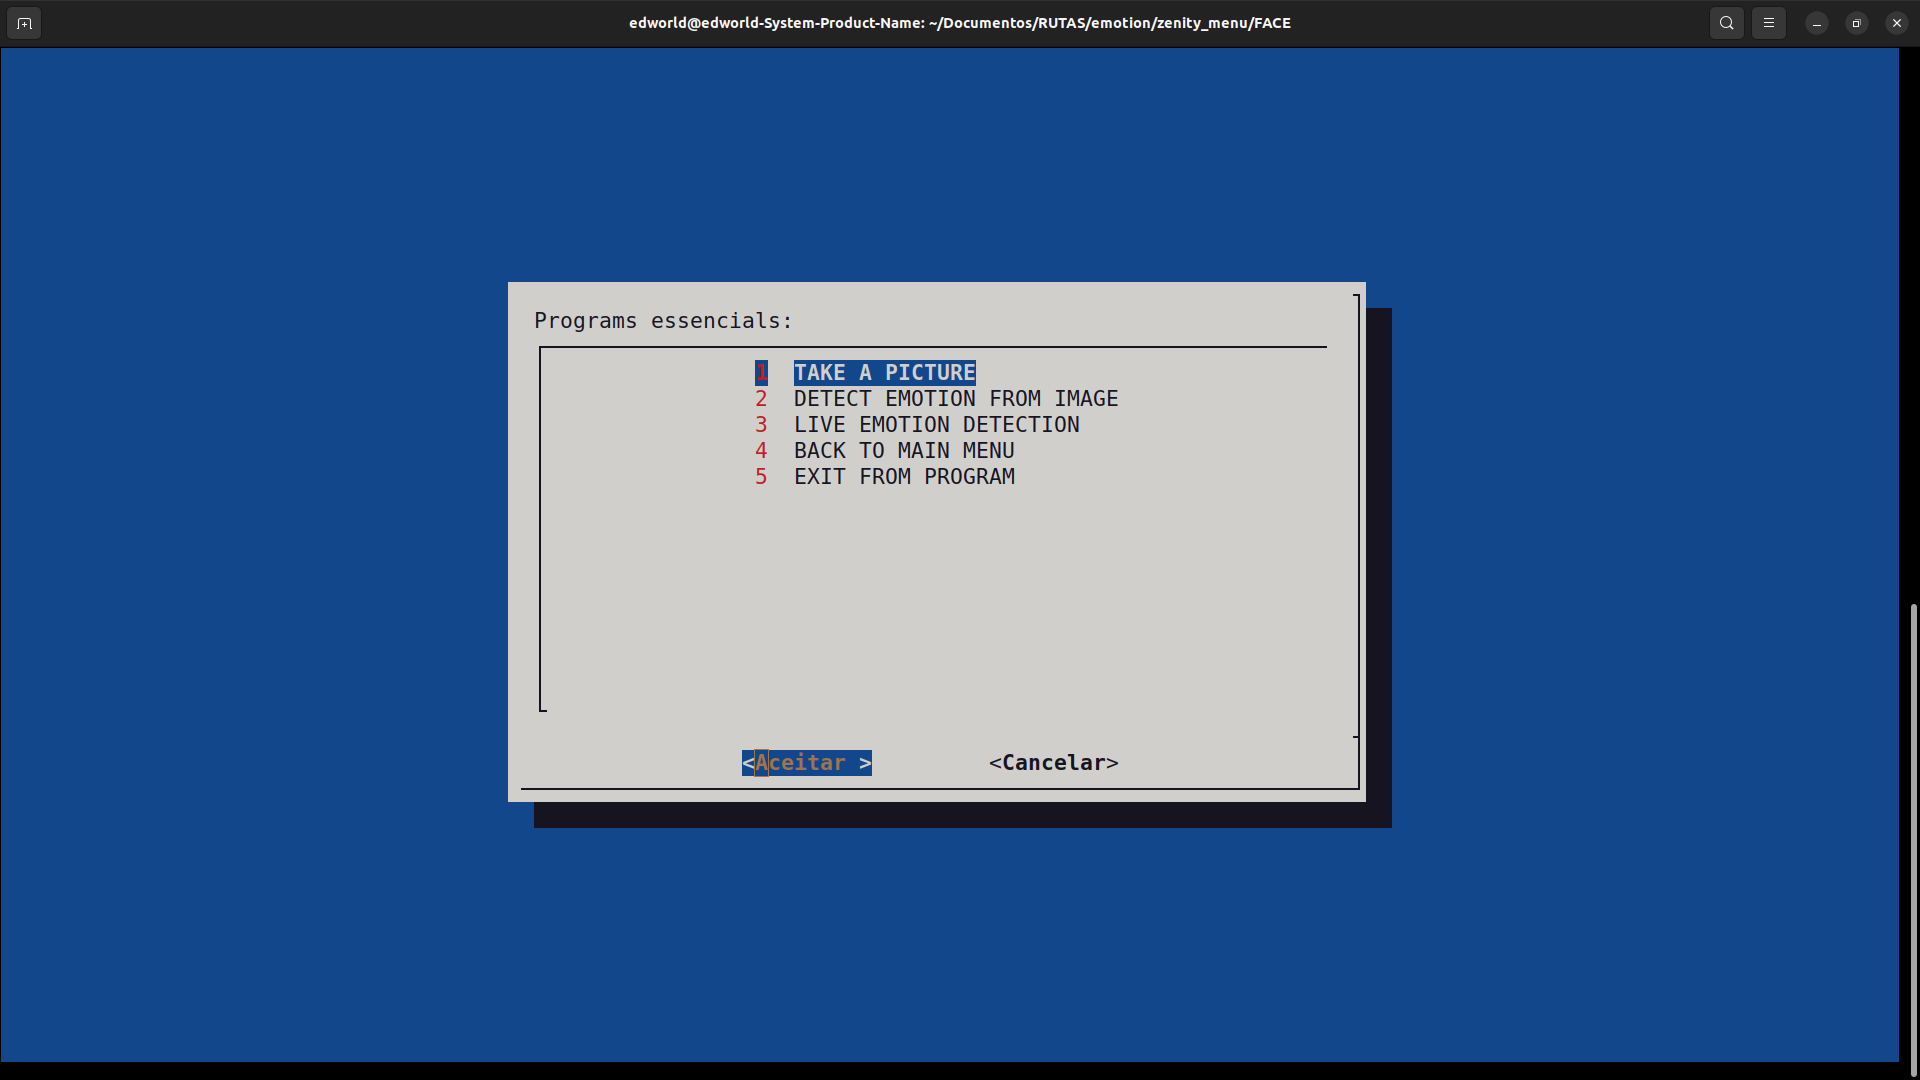 edworld@edworld-System-Product-Name: ~/Documentos/RUTAS/emotion/zenity_menu/FACE
Programs essencials:
1 TAKE A PICTURE
2 DETECT EMOTION FROM IMAGE
3 LIVE EMOTION DETECTION
4 BACK TO MAIN MENU
5 EXIT FROM PROGRAM
<Aceitar > <Cancelar>